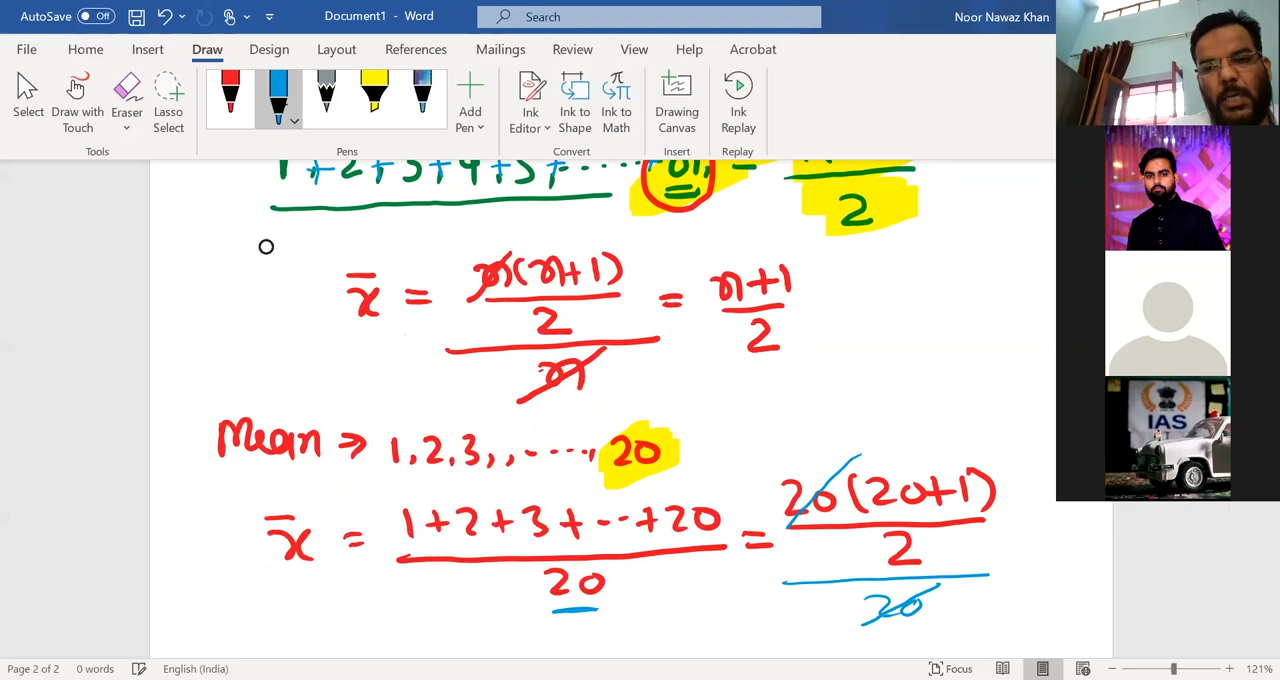 AutoSave Off Document1 - Word Search Noor Nawaz Khan
File Home Insert Draw Design Layout References Mailings Review View Help Acrobat
Select Draw with Touch Eraser Lasso Select Add Pen Ink Editor Ink to Shape Ink to Math Drawing Canvas Ink Replay
Tools Pens Convert Insert Replay
1+2+3+4+5+.....+ =
2
x̄ = n(n+1)/2 / n = n+1/2
Mean ⇒ 1,2,3,,....., 20
x̄ = 1+2+3+...+20 / 20 = 20(20+1)/2 / 20
IAS
Page 2 of 2 0 words English (India) Focus 121%